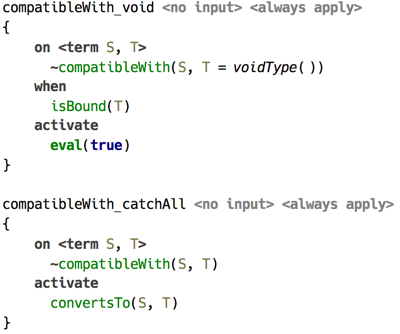 compatibleWith_void <no input> <always apply>
{
on <term S, T>
~compatibleWith(S, T = voidType())
when
isBound(T)
activate
eval(true)
}
compatibleWith_catchAll <no input> <always apply>
{
on <term S, T>
~compatibleWith(S, T)
activate
convertsTo(S, T)
}